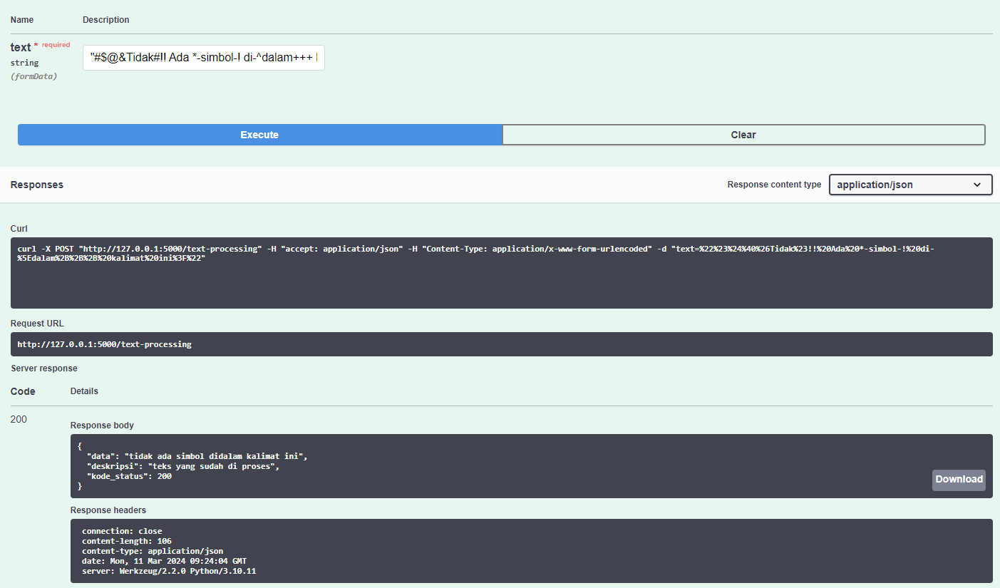 Name Description
text * required
string
(formData)
"#$@&Tidak#!! Ada *-simbol-! di-^dalam+++
Execute Clear
Responses Response content type application/json
Curl
curl -X POST "http://127.0.0.1:5000/text-processing" -H "accept: application/json" -H "Content-Type: application/x-www-form-urlencoded" -d "text=%22%23%24%40%26Tidak%23!!%20Ada%20*-simbol-!%20di-
%5Edalam%2B%2B%2B%20kalimat%20ini%3F%22"
Request URL
http://127.0.0.1:5000/text-processing
Server response
Code Details
200
Response body
{
"data": "tidak ada simbol didalam kalimat ini",
"deskripsi": "teks yang sudah di proses",
"kode_status": 200
}
Download
Response headers
connection: close
content-length: 106
content-type: application/json
date: Mon, 11 Mar 2024 09:24:04 GMT
server: Werkzeug/2.2.0 Python/3.10.11